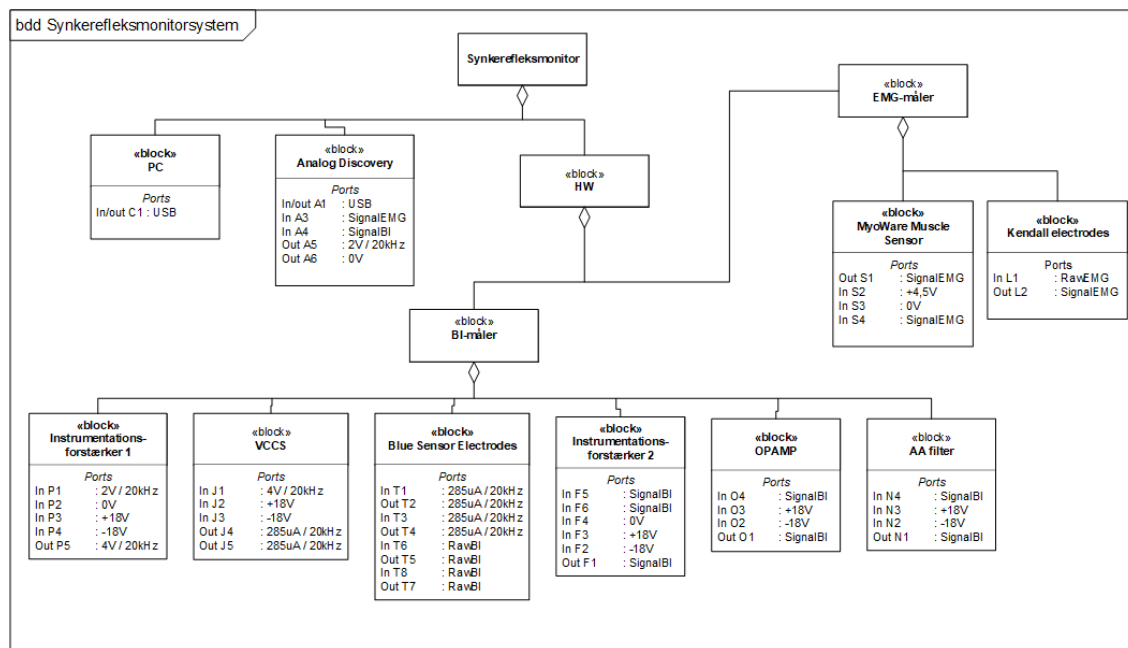 bdd Synkerefleksmonitorsystem
Synkerefleksmonitor
«block»
EMG-måler
«block»
PC
Ports
In/out C1 : USB
«block»
Analog Discovery
Ports
In/out A1 : USB
In A3 : SignalEMG
In A4 : SignalBI
Out A5 : 2V / 20kHz
Out A6 : 0V
«block»
HW
«block»
MyoWare Muscle
Sensor
Ports
Out S1 : SignalEMG
In S2 : +4,5V
In S3 : 0V
In S4 : SignalEMG
«block»
Kendall electrodes
Ports
In L1 : RawEMG
Out L2 : SignalEMG
«block»
BI-måler
«block»
Instrumentations-
forstærker 1
Ports
In P1 : 2V / 20kHz
In P2 : 0V
In P3 : +18V
In P4 : -18V
Out P5 : 4V / 20kHz
«block»
VCCS
Ports
In J1 : 4V / 20kHz
In J2 : +18V
In J3 : -18V
Out J4 : 285uA / 20kHz
Out J5 : 285uA / 20kHz
«block»
Blue Sensor Electrodes
Ports
In T1 : 285uA / 20kHz
Out T2 : 285uA / 20kHz
In T3 : 285uA / 20kHz
Out T4 : 285uA / 20kHz
In T6 : RawBI
Out T5 : RawBI
In T8 : RawBI
Out T7 : RawBI
«block»
Instrumentations-
forstærker 2
Ports
In F5 : SignalBI
In F6 : SignalBI
In F4 : 0V
In F3 : +18V
In F2 : -18V
Out F1 : SignalBI
«block»
OPAMP
Ports
In O4 : SignalBI
In O3 : +18V
In O2 : -18V
Out O1 : SignalBI
«block»
AA filter
Ports
In N4 : SignalBI
In N3 : +18V
In N2 : -18V
Out N1 : SignalBI